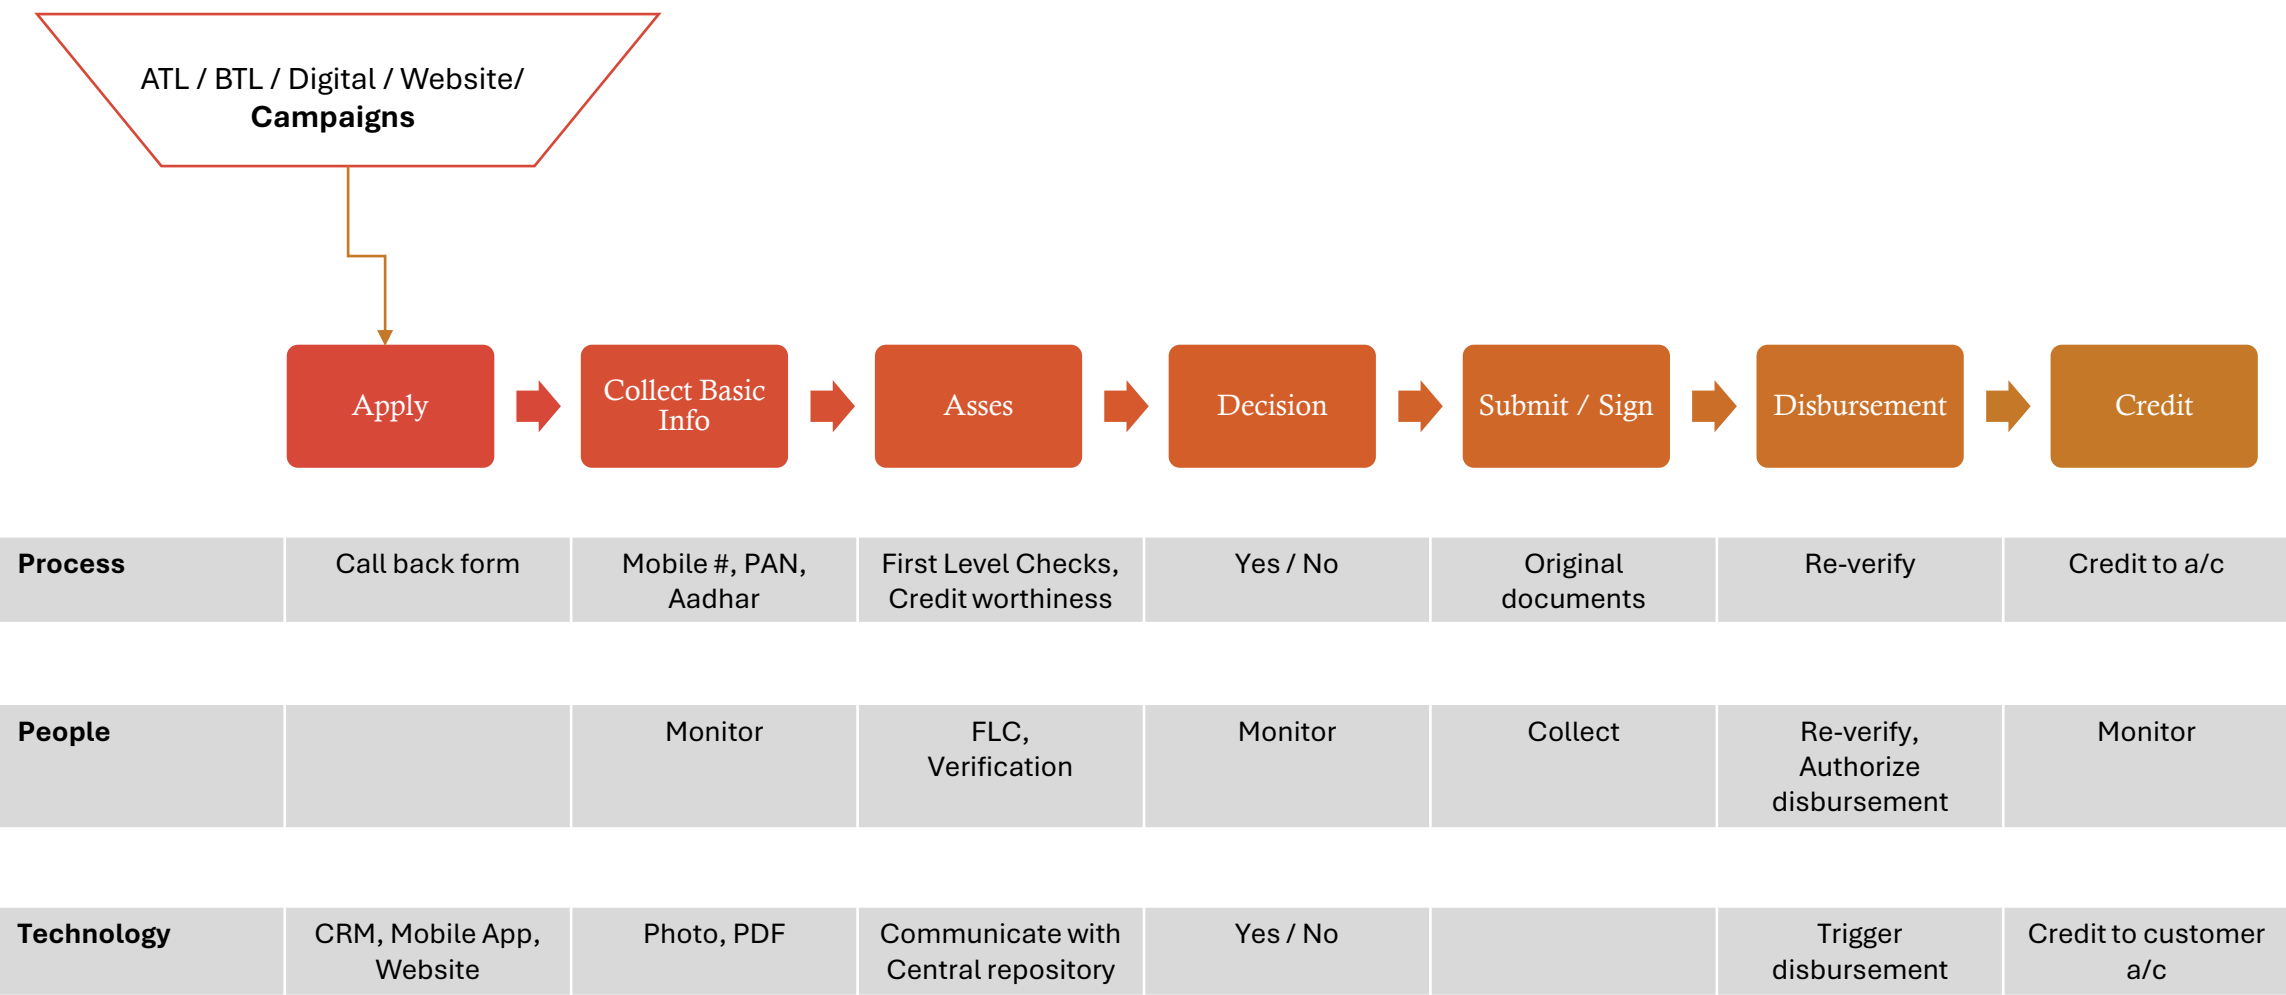 ATL / BTL / Digital / Website/
Campaigns
Apply
Collect Basic
Info
Asses
Decision
Submit / Sign
Disbursement
Credit
Process
Call back form
Mobile #, PAN,
Aadhar
First Level Checks,
Credit worthiness
Yes / No
Original
documents
Re-verify
Credit to a/c
People
Monitor
FLC,
Verification
Monitor
Collect
Re-verify,
Authorize
disbursement
Monitor
Technology
CRM, Mobile App,
Website
Photo, PDF
Communicate with
Central repository
Yes / No
Trigger
disbursement
Credit to customer
a/c